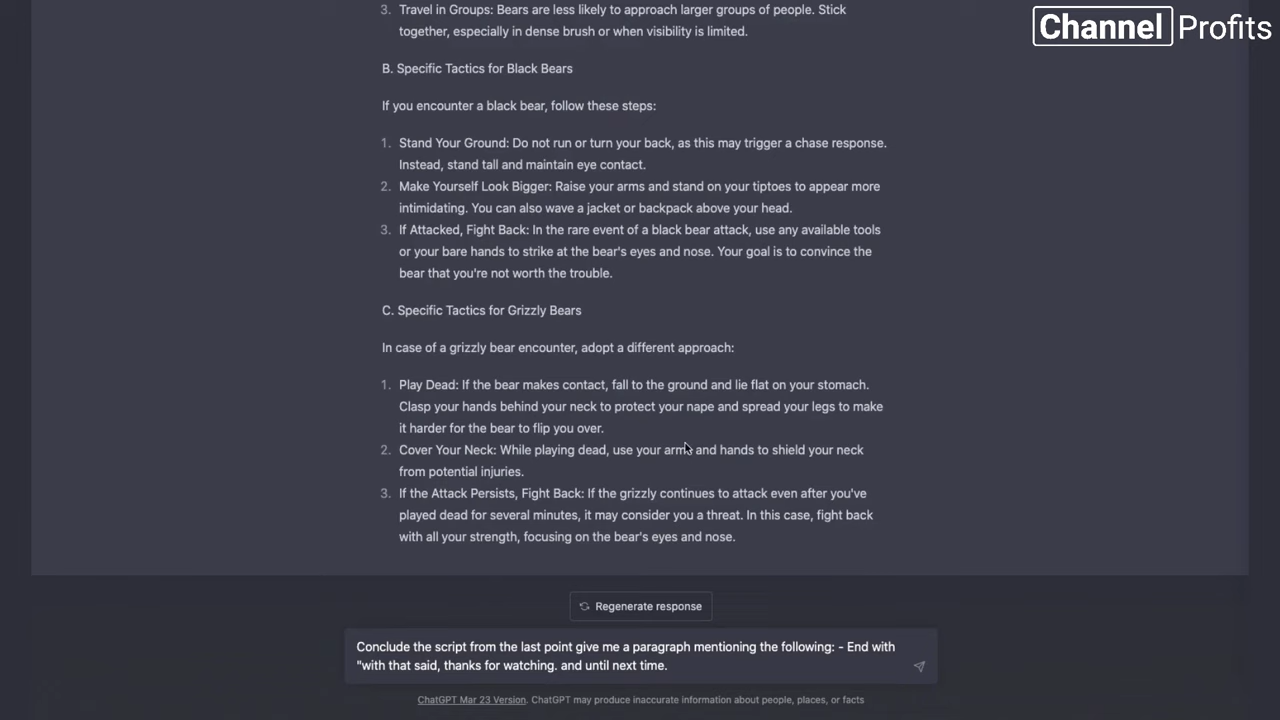 Channel Profits
3. Travel in Groups: Bears are less likely to approach larger groups of people. Stick
together, especially in dense brush or when visibility is limited.
B. Specific Tactics for Black Bears
If you encounter a black bear, follow these steps:
1. Stand Your Ground: Do not run or turn your back, as this may trigger a chase response.
Instead, stand tall and maintain eye contact.
2. Make Yourself Look Bigger: Raise your arms and stand on your tiptoes to appear more
intimidating. You can also wave a jacket or backpack above your head.
3. If Attacked, Fight Back: In the rare event of a black bear attack, use any available tools
or your bare hands to strike at the bear's eyes and nose. Your goal is to convince the
bear that you're not worth the trouble.
C. Specific Tactics for Grizzly Bears
In case of a grizzly bear encounter, adopt a different approach:
1. Play Dead: If the bear makes contact, fall to the ground and lie flat on your stomach.
Clasp your hands behind your neck to protect your nape and spread your legs to make
it harder for the bear to flip you over.
2. Cover Your Neck: While playing dead, use your arms and hands to shield your neck
from potential injuries.
3. If the Attack Persists, Fight Back: If the grizzly continues to attack even after you've
played dead for several minutes, it may consider you a threat. In this case, fight back
with all your strength, focusing on the bear's eyes and nose.
Regenerate response
Conclude the script from the last point give me a paragraph mentioning the following: - End with
"with that said, thanks for watching. and until next time.
ChatGPT Mar 23 Version. ChatGPT may produce inaccurate information about people, places, or facts